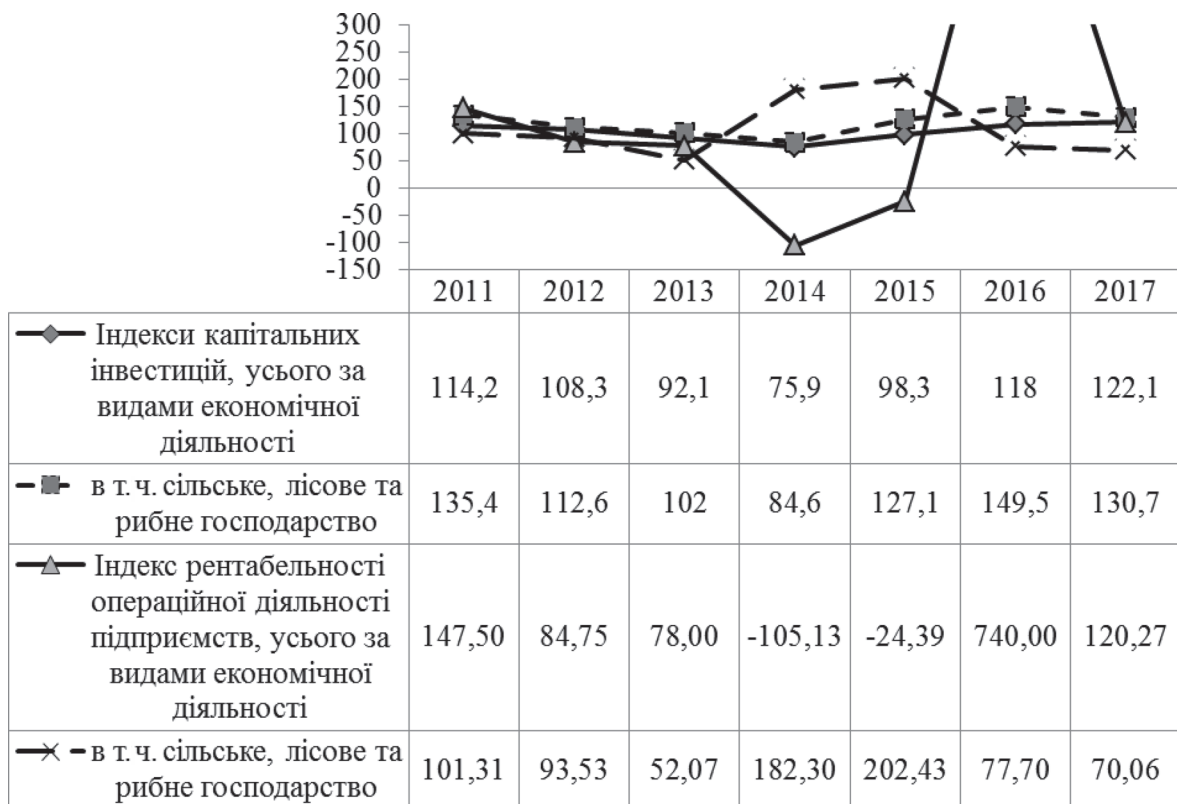 300
250
200
150
100
50
0
-50
-100
-150
2011 2012 2013 2014 2015 2016 2017
Індекси капітальних
інвестицій, усього за
видами економічної
діяльності
114,2 108,3 92,1 75,9 98,3 118 122,1
в т. ч. сільське, лісове та
рибне господарство
135,4 112,6 102 84,6 127,1 149,5 130,7
Індекс рентабельності
операційної діяльності
підприємств, усього за
видами економічної
діяльності
147,50 84,75 78,00 -105,13 -24,39 740,00 120,27
в т. ч. сільське, лісове та
рибне господарство
101,31 93,53 52,07 182,30 202,43 77,70 70,06